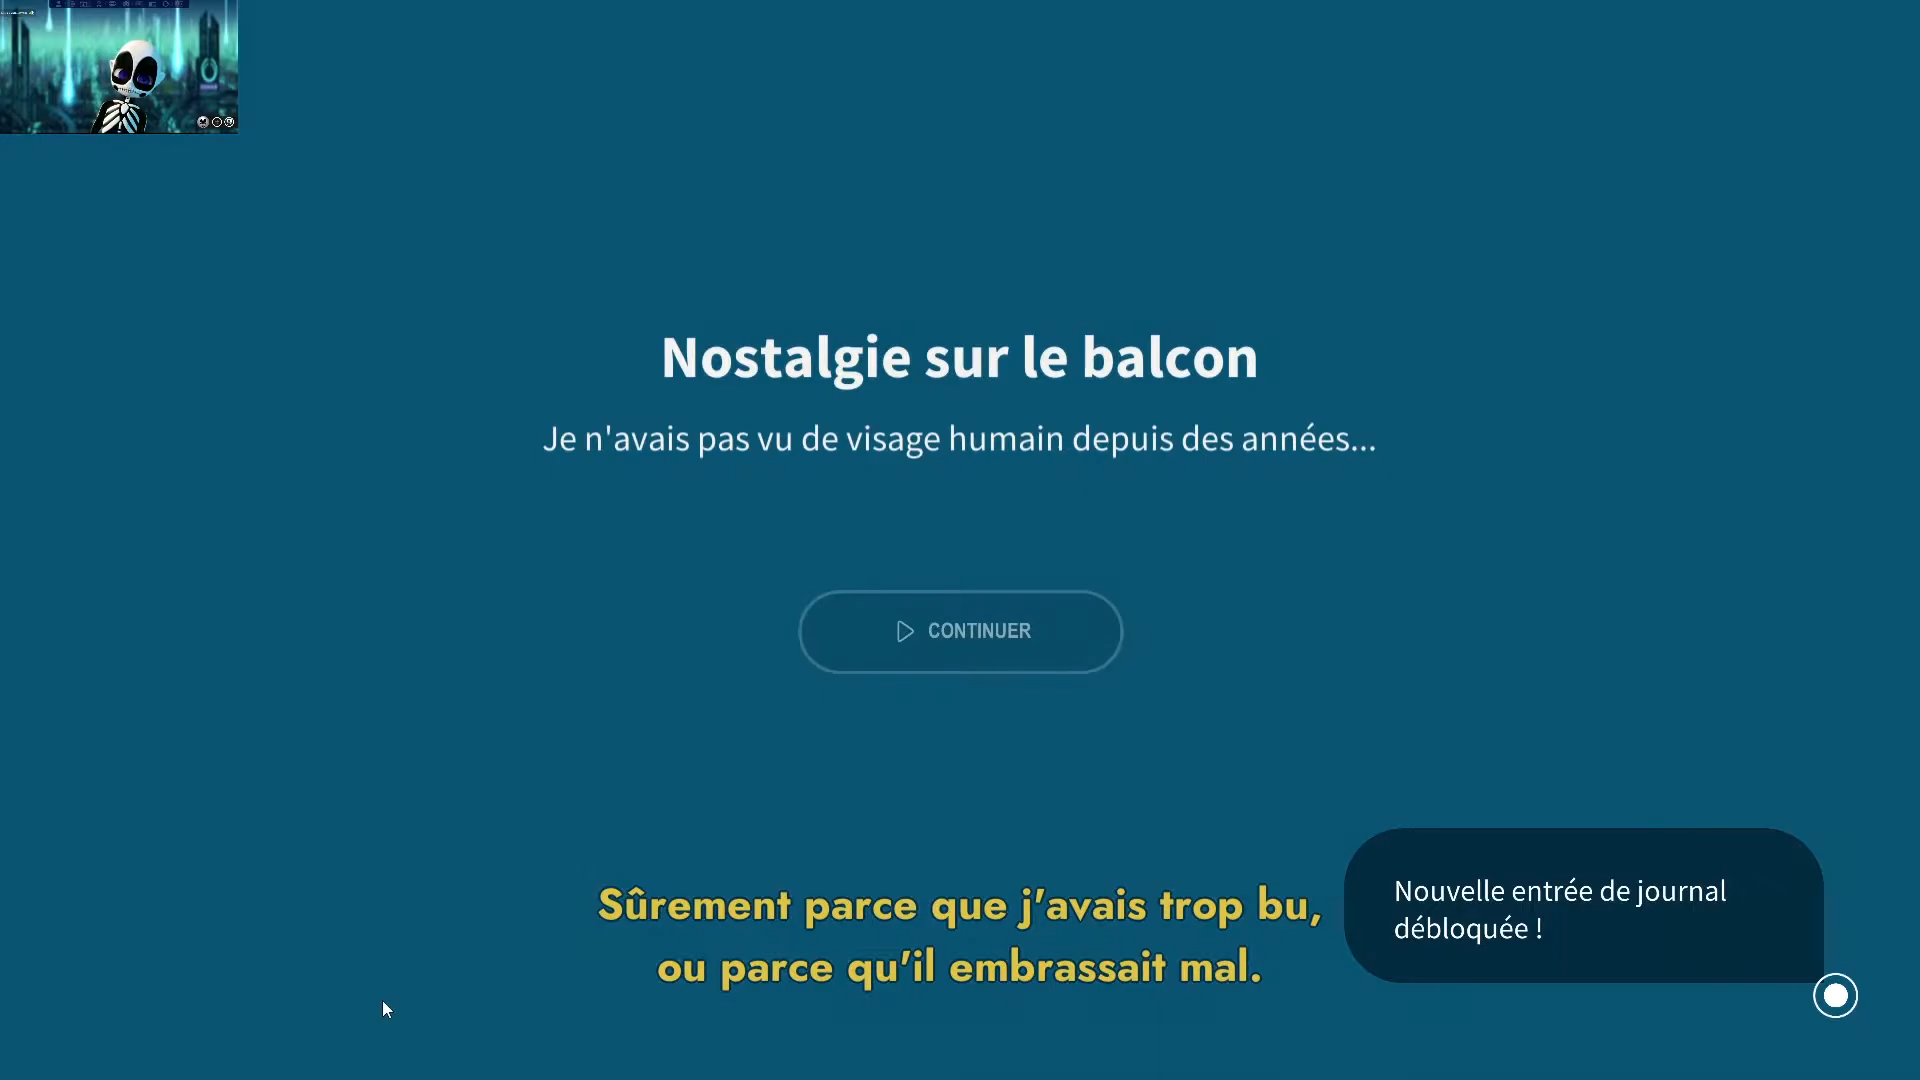 Nostalgie sur le balcon
Je n'avais pas vu de visage humain depuis des années...
CONTINUER
Sûrement parce que j'avais trop bu,
ou parce qu'il embrassait mal.
Nouvelle entrée de journal
débloquée !